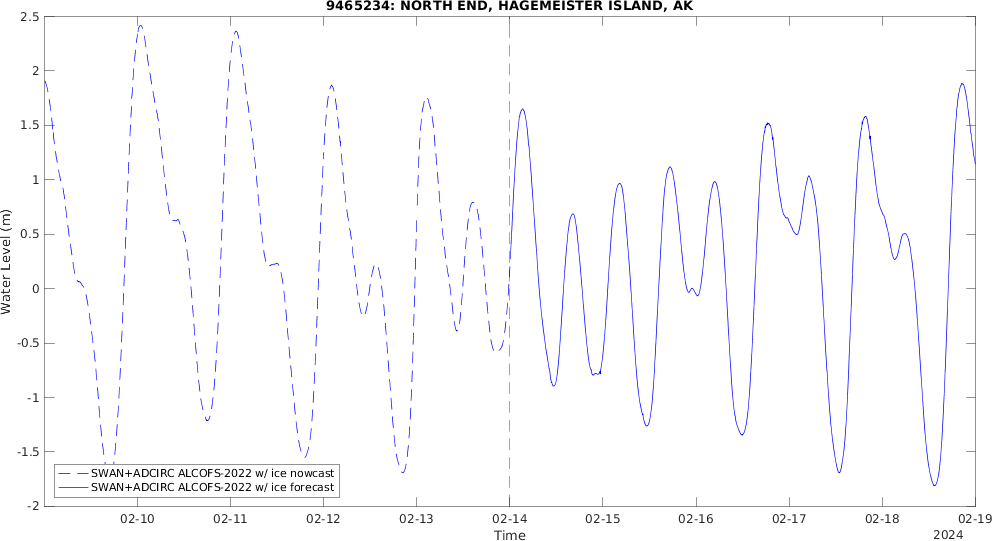 9465234: NORTH END, HAGEMEISTER ISLAND, AK
2.5
2
1.5
1
0.5
0
-0.5
-1
-1.5
-2
Water Level (m)
SWAN+ADCIRC ALCOFS-2022 w/ ice nowcast
SWAN+ADCIRC ALCOFS-2022 w/ ice forecast
02-10 02-11 02-12 02-13 02-14 02-15 02-16 02-17 02-18 02-19
Time
2024